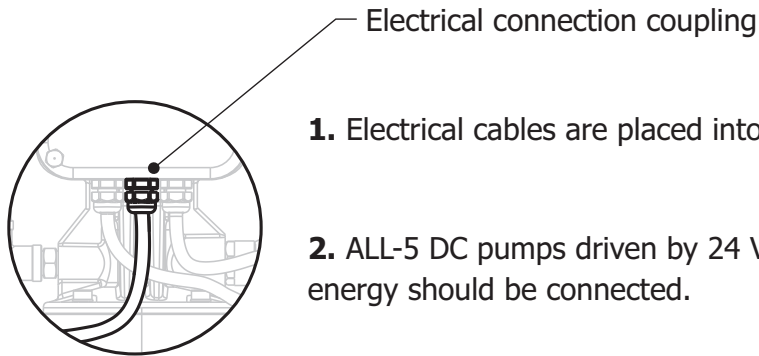 Electrical connection coupling
1. Electrical cables are placed into
2. ALL-5 DC pumps driven by 24 V
energy should be connected.